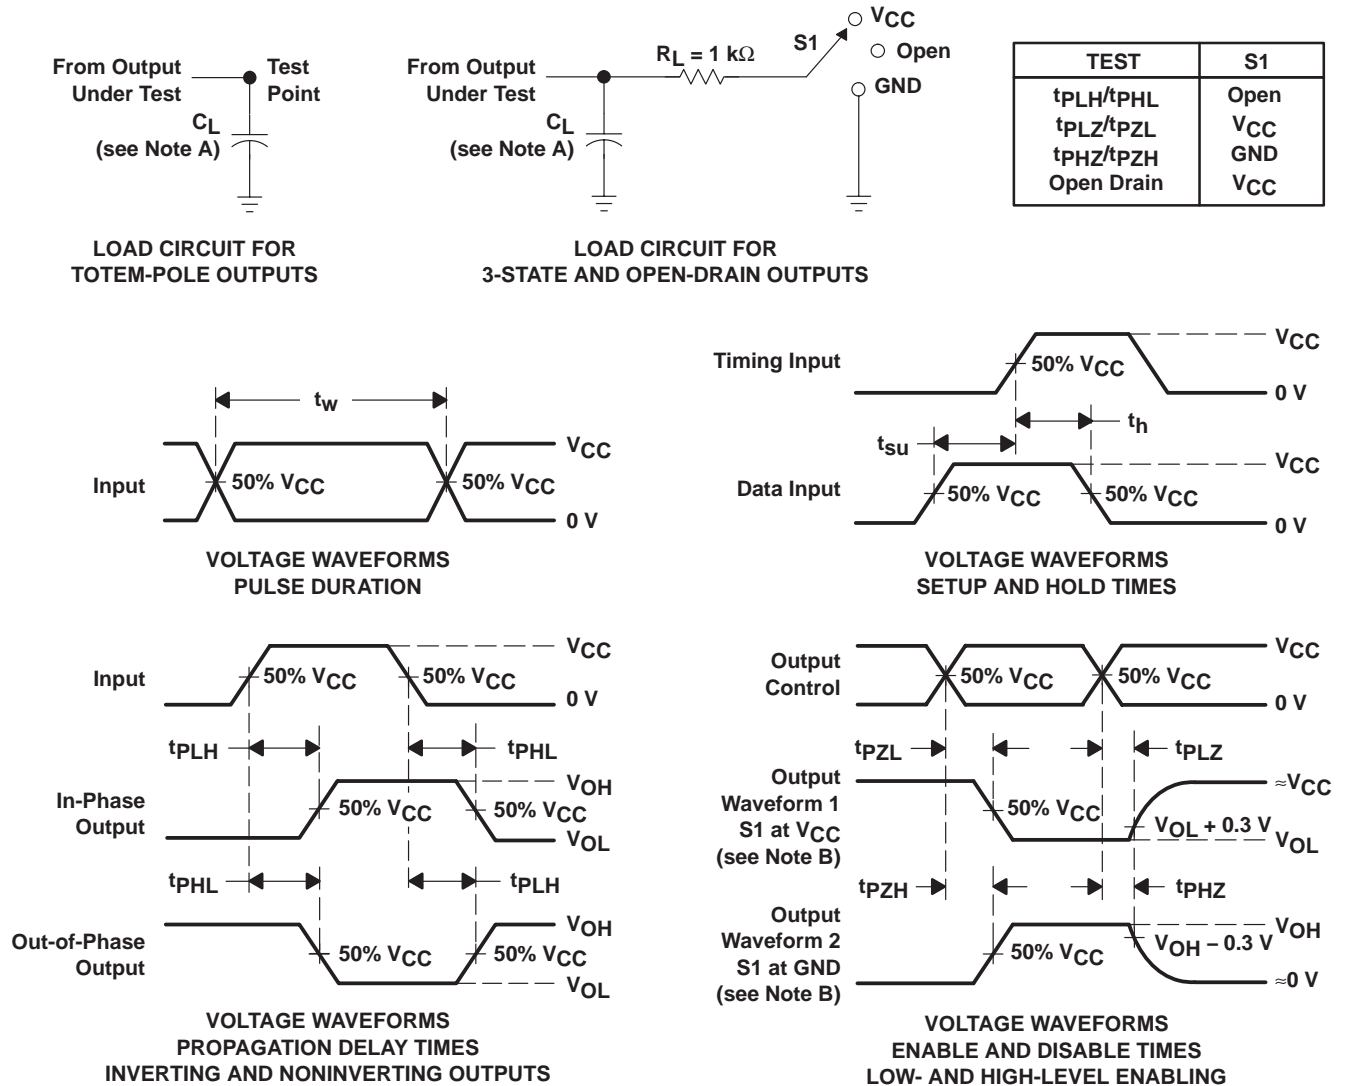 From Output
Under Test
Test
Point
CL
(see Note A)
LOAD CIRCUIT FOR
TOTEM-POLE OUTPUTS
From Output
Under Test
RL = 1 kΩ
S1
VCC
Open
GND
CL
(see Note A)
LOAD CIRCUIT FOR
3-STATE AND OPEN-DRAIN OUTPUTS
TEST S1
tPLH/tPHL Open
tPLZ/tPZL VCC
tPHZ/tPZH GND
Open Drain VCC
tw
Input
50% VCC
50% VCC
VCC
0 V
VOLTAGE WAVEFORMS
PULSE DURATION
Timing Input
50% VCC
VCC
0 V
th
tsu
Data Input
50% VCC
50% VCC
VCC
0 V
VOLTAGE WAVEFORMS
SETUP AND HOLD TIMES
Input
50% VCC
50% VCC
VCC
0 V
tPLH
tPHL
In-Phase
Output
50% VCC
50% VCC
VOH
VOL
tPHL
tPLH
Out-of-Phase
Output
50% VCC
50% VCC
VOH
VOL
VOLTAGE WAVEFORMS
PROPAGATION DELAY TIMES
INVERTING AND NONINVERTING OUTPUTS
Output
Control
50% VCC
50% VCC
VCC
0 V
tPZL
tPLZ
Output
Waveform 1
S1 at VCC
(see Note B)
50% VCC
VOL + 0.3 V
≈VCC
VOL
tPZH
tPHZ
Output
Waveform 2
S1 at GND
(see Note B)
50% VCC
VOH − 0.3 V
VOH
≈0 V
VOLTAGE WAVEFORMS
ENABLE AND DISABLE TIMES
LOW- AND HIGH-LEVEL ENABLING